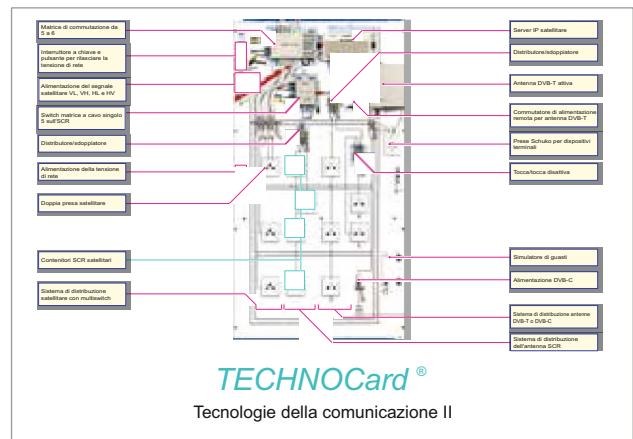 Matrice di commutazione da
5 a 6
Interruttore a chiave e
pulsante per rilasciare la
tensione di rete
Alimentazione del segnale
satellitare VL, VH, HL e HV
Switch matrice a cavo singolo
5 sull'SCR
Distributore/sdoppiatore
Alimentazione della tensione
di rete
Doppia presa satellitare
Contenitori SCR satellitari
Sistema di distribuzione
satellitare con multiswitch
Server IP satellitare
Distributore/sdoppiatore
Antenna DVB-T attiva
Commutatore di alimentazione
remota per antenna DVB-T
Prese Schuko per dispositivi
terminali
Tocca/tocca disattiva
Simulatore di guasti
Alimentazione DVB-C
Sistema di distribuzione antenna
DVB-T o DVB-C
Sistema di distribuzione
dell'antenna SCR
TECHNOCard ®
Tecnologie della comunicazione II